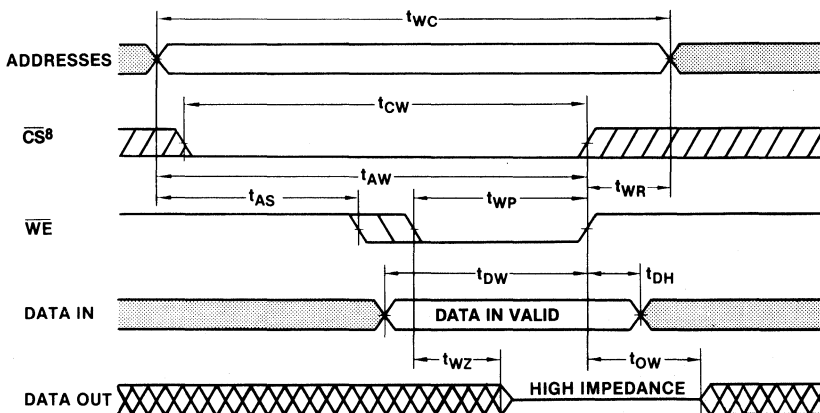 tWC
ADDRESSES
tCW
CS8
tAW
tAS
tWP
tWR
WE
tDW
tDH
DATA IN
DATA IN VALID
tWZ
tOW
DATA OUT
HIGH IMPEDANCE